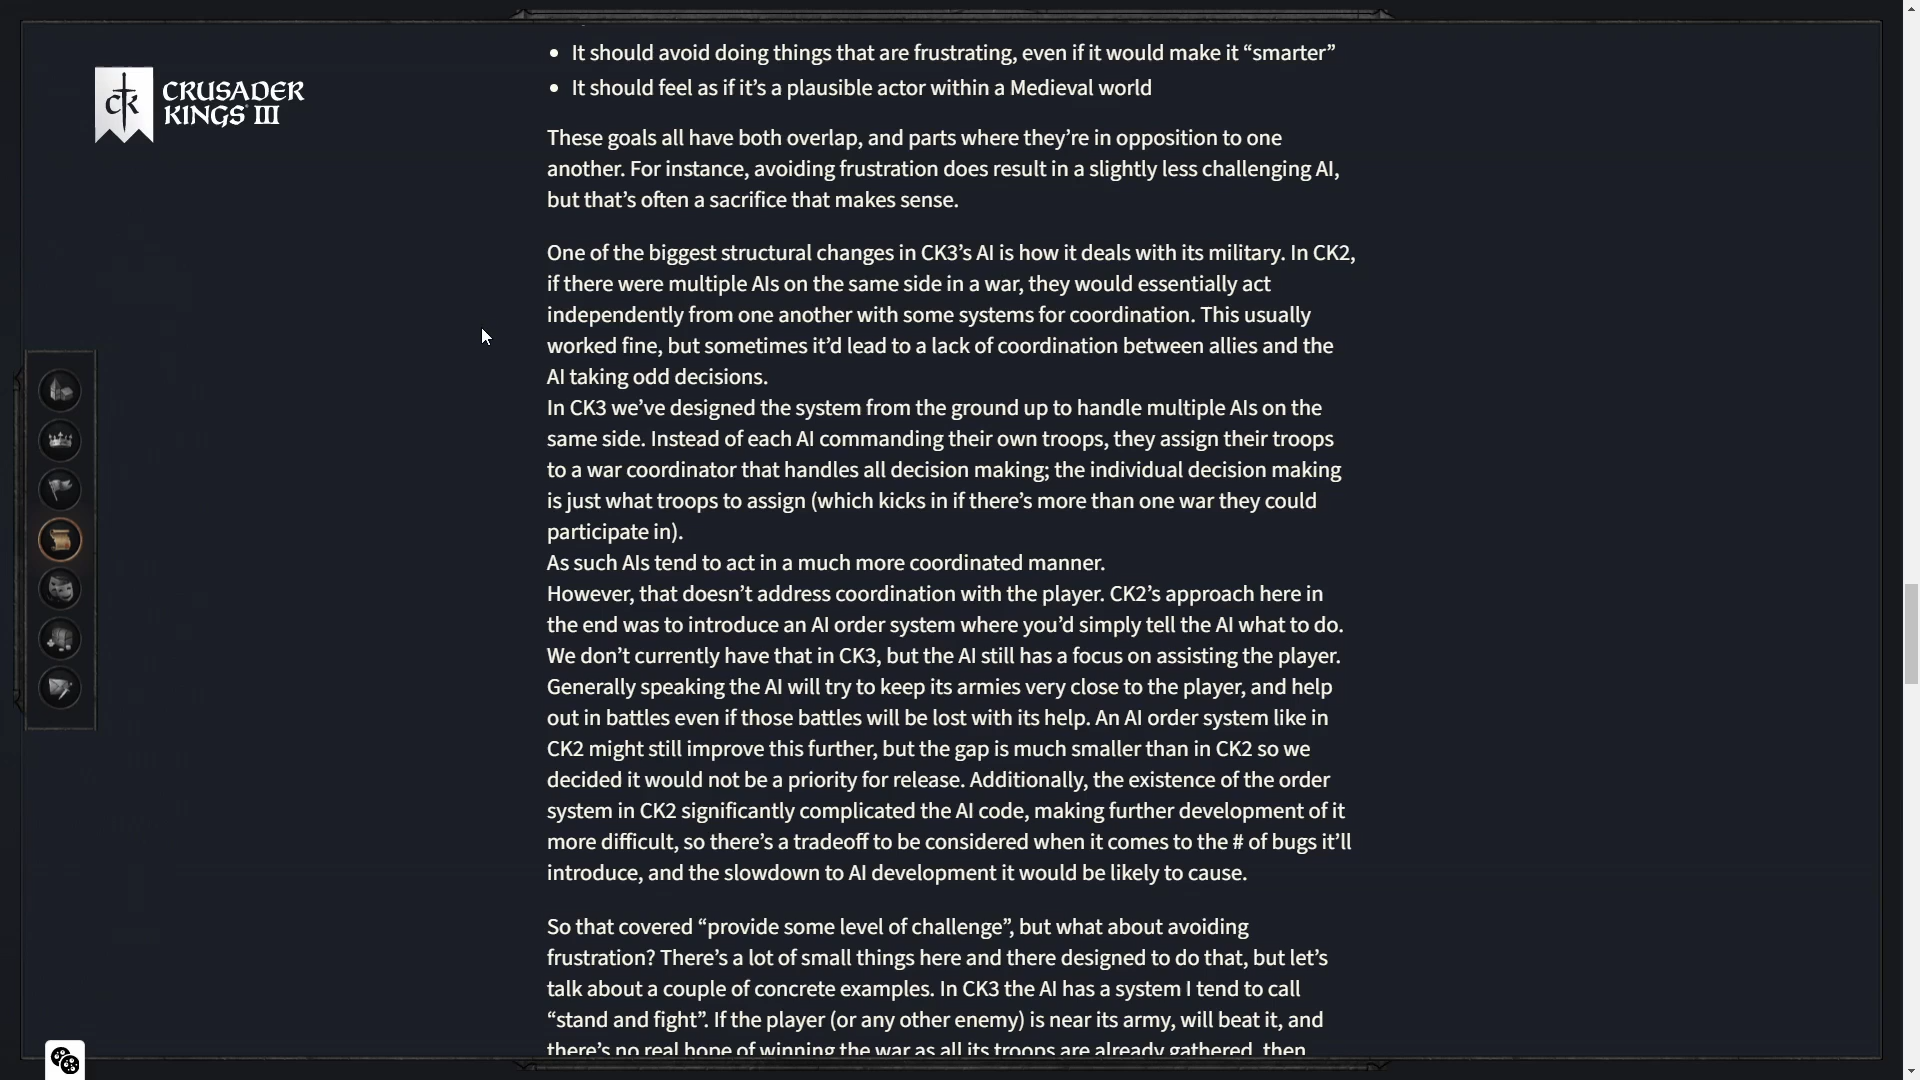 CRUSADER
KINGS III
CK
• It should avoid doing things that are frustrating, even if it would make it “smarter”
• It should feel as if it’s a plausible actor within a Medieval world
These goals all have both overlap, and parts where they’re in opposition to one
another. For instance, avoiding frustration does result in a slightly less challenging AI,
but that’s often a sacrifice that makes sense.
One of the biggest structural changes in CK3’s AI is how it deals with its military. In CK2,
if there were multiple AIs on the same side in a war, they would essentially act
independently from one another with some systems for coordination. This usually
worked fine, but sometimes it’d lead to a lack of coordination between allies and the
AI taking odd decisions.
In CK3 we’ve designed the system from the ground up to handle multiple AIs on the
same side. Instead of each AI commanding their own troops, they assign their troops
to a war coordinator that handles all decision making; the individual decision making
is just what troops to assign (which kicks in if there’s more than one war they could
participate in).
As such AIs tend to act in a much more coordinated manner.
However, that doesn’t address coordination with the player. CK2’s approach here in
the end was to introduce an AI order system where you’d simply tell the AI what to do.
We don’t currently have that in CK3, but the AI still has a focus on assisting the player.
Generally speaking the AI will try to keep its armies very close to the player, and help
out in battles even if those battles will be lost with its help. An AI order system like in
CK2 might still improve this further, but the gap is much smaller than in CK2 so we
decided it would not be a priority for release. Additionally, the existence of the order
system in CK2 significantly complicated the AI code, making further development of it
more difficult, so there’s a tradeoff to be considered when it comes to the # of bugs it’ll
introduce, and the slowdown to AI development it would be likely to cause.
So that covered “provide some level of challenge”, but what about avoiding
frustration? There’s a lot of small things here and there designed to do that, but let’s
talk about a couple of concrete examples. In CK3 the AI has a system I tend to call
“stand and fight”. If the player (or any other enemy) is near its army, will beat it, and
there’s no real hope of winning the war as all its troops are already gathered, then